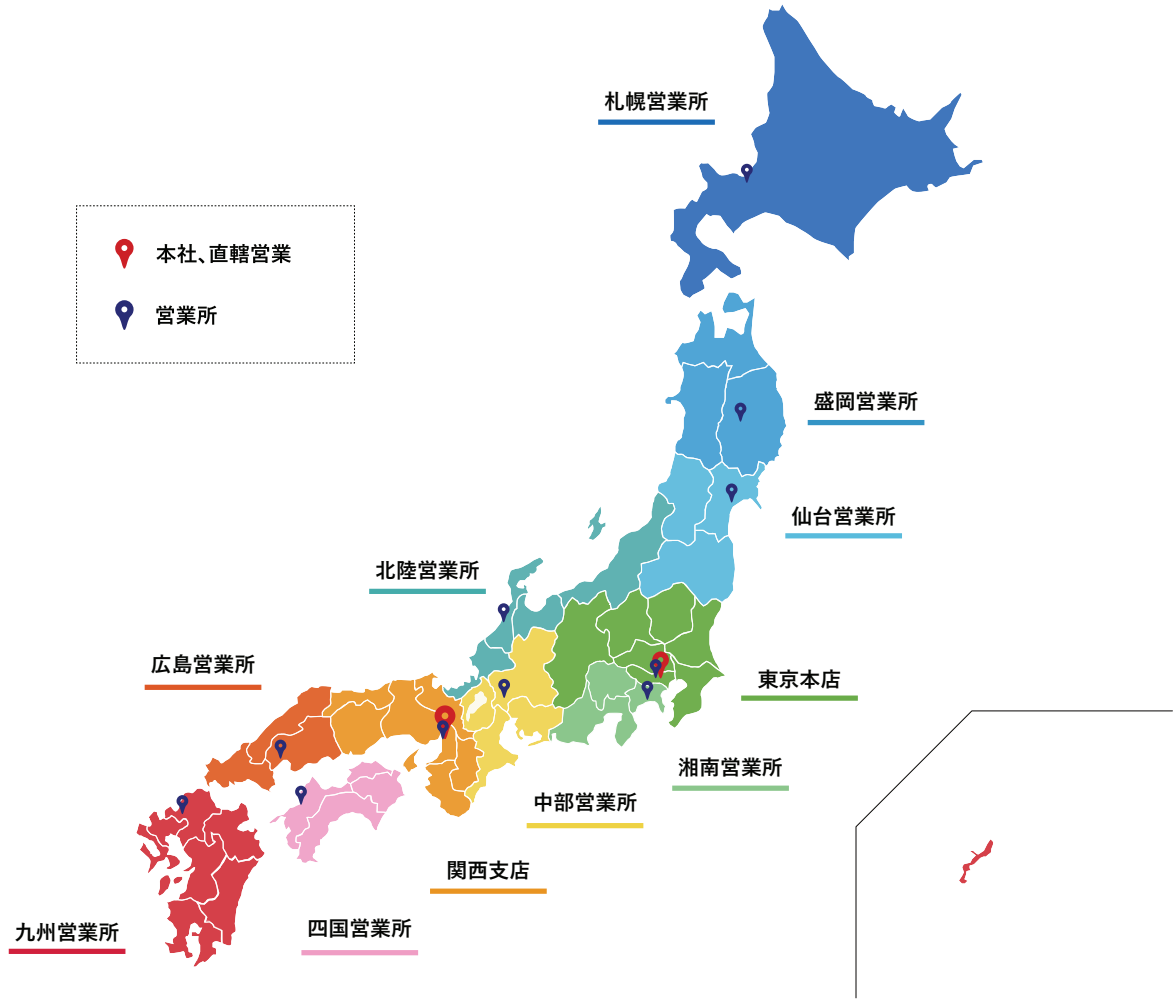 札幌営業所
本社、直轄営業
営業所
盛岡営業所
仙台営業所
北陸営業所
広島営業所
東京本店
湘南営業所
中部営業所
関西支店
四国営業所
九州営業所